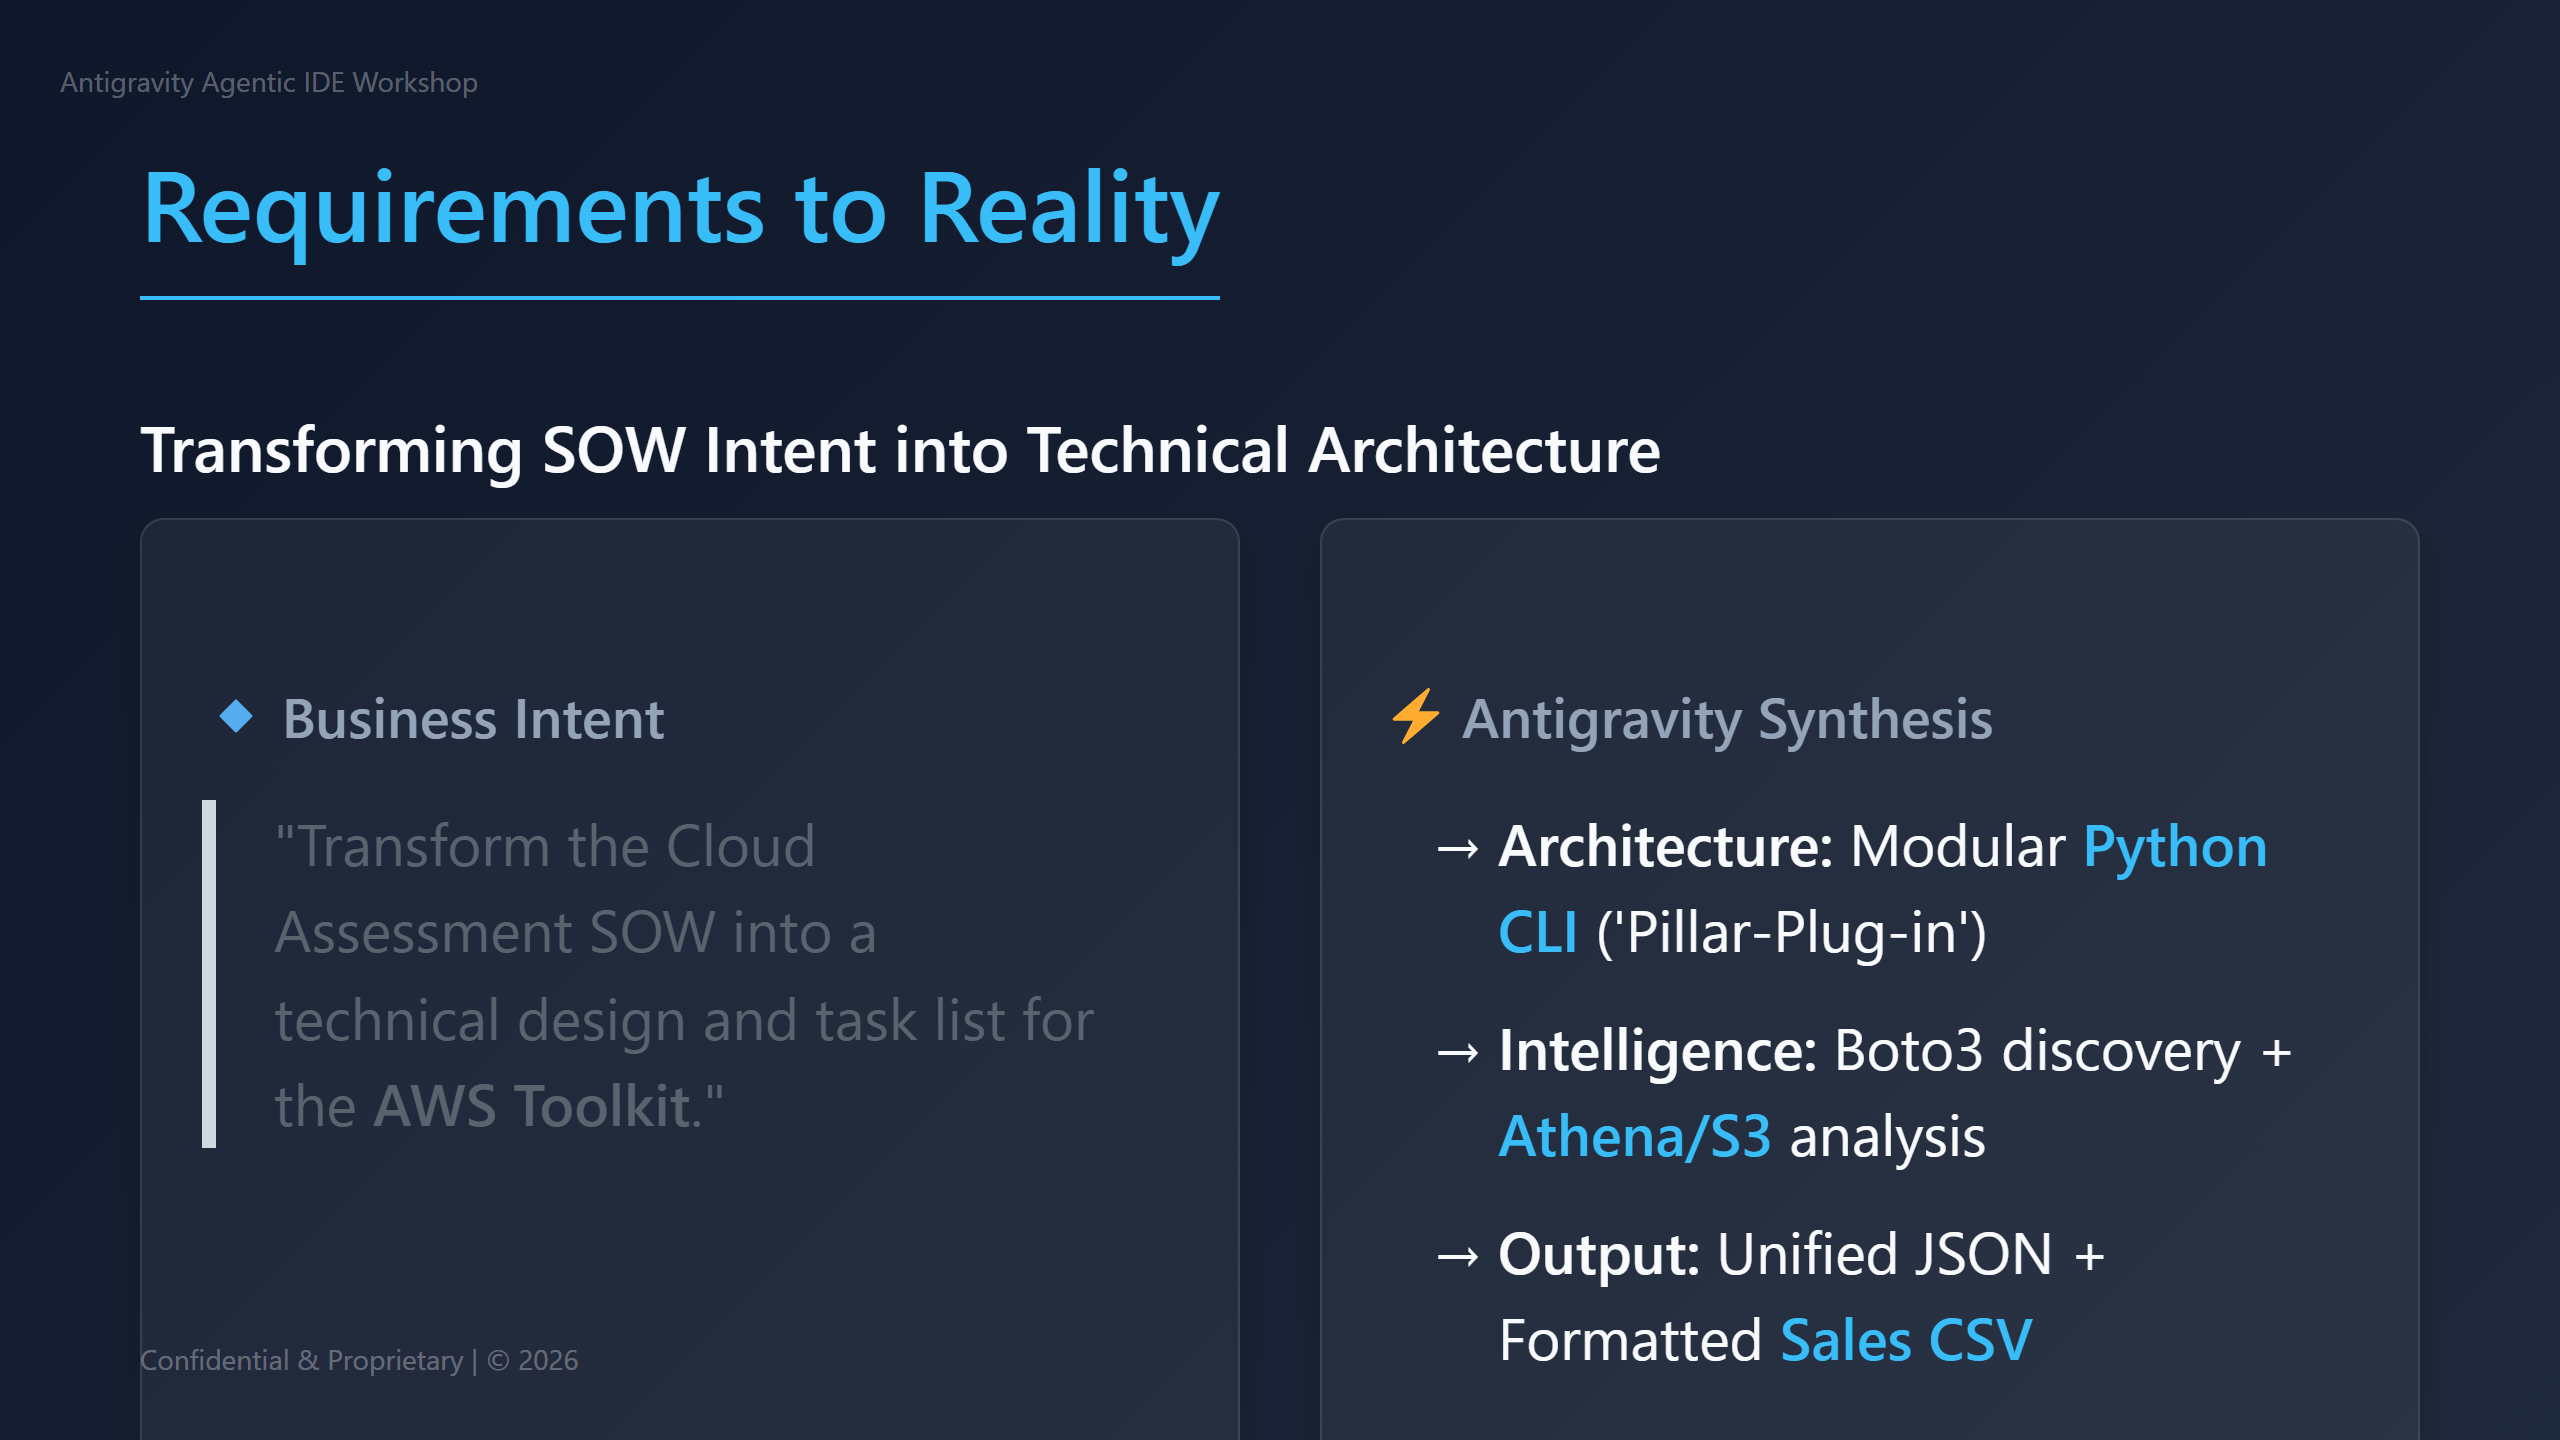 Antigravity Agentic IDE Workshop
Requirements to Reality
Transforming SOW Intent into Technical Architecture
Business Intent
"Transform the Cloud
Assessment SOW into a
technical design and task list for
the AWS Toolkit."
⚡ Antigravity Synthesis
→ Architecture: Modular Python
CLI ('Pillar-Plug-in')
→ Intelligence: Boto3 discovery +
Athena/S3 analysis
→ Output: Unified JSON +
Formatted Sales CSV
Confidential & Proprietary | © 2026